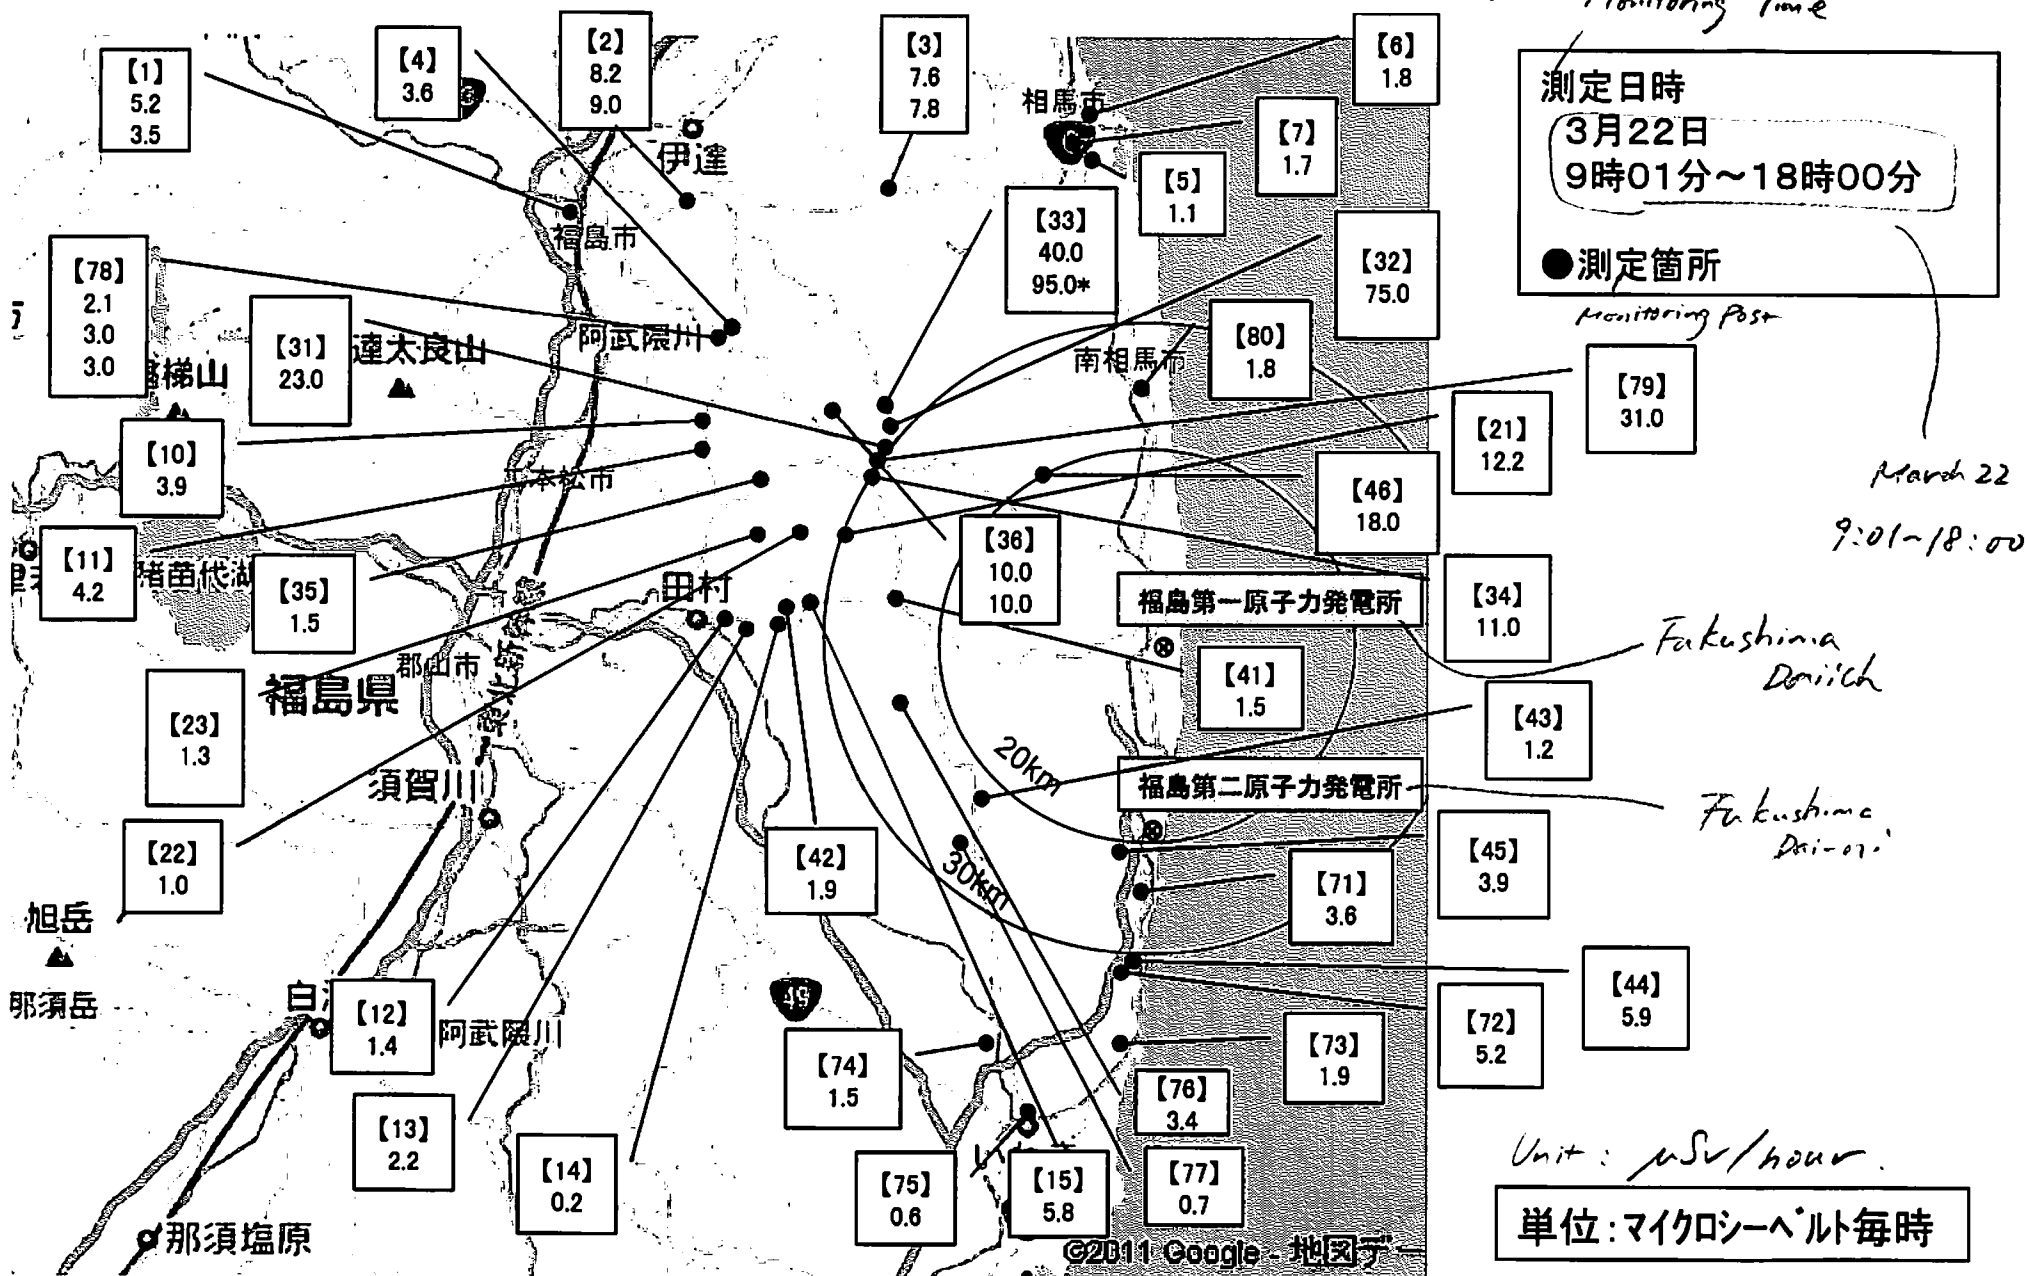 Monitoring Time
測定日時
3月22日
9時01分～18時00分
●測定箇所
Monitoring Post
March 22
9:01~18:00
【1】
5.2
3.5
【4】
3.6
【2】
8.2
9.0
【3】
7.6
7.8
【6】
1.8
【7】
1.7
【5】
1.1
【33】
40.0
95.0*
【32】
75.0
【80】
1.8
【78】
2.1
3.0
3.0
【31】
23.0
【79】
31.0
【21】
12.2
【10】
3.9
【46】
18.0
【11】
4.2
【35】
1.5
【36】
10.0
10.0
【34】
11.0
【41】
1.5
【23】
1.3
【43】
1.2
【22】
1.0
【42】
1.9
【45】
3.9
【71】
3.6
【44】
5.9
【12】
1.4
【72】
5.2
【74】
1.5
【73】
1.9
【13】
2.2
【14】
0.2
【76】
3.4
【75】
0.6
【15】
5.8
【77】
0.7
相馬市
伊達
福島市
阿武隈川
南相馬市
二本松市
猪苗代湖
田村
郡山市
福島県
須賀川
旭岳
那須岳
阿武隈川
49
那須塩原
福島第一原子力発電所
Fukushima
Daiich
20km
福島第二原子力発電所
Fukushima
Dai-ni
30km
©2011 Google - 地図デー
Unit: μSv/hour.
単位:マイクロシーベルト毎時